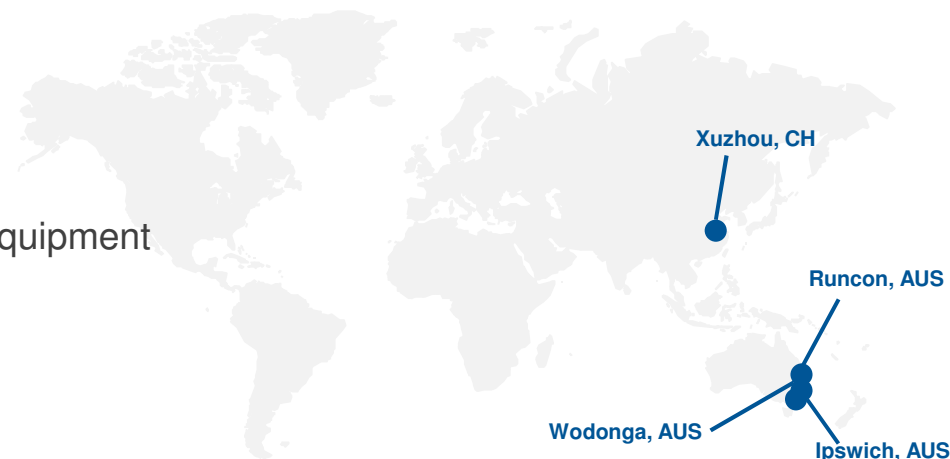 Xuzhou, CH
quipment
Runcon, AUS
Wodonga, AUS
Ipswich, AUS